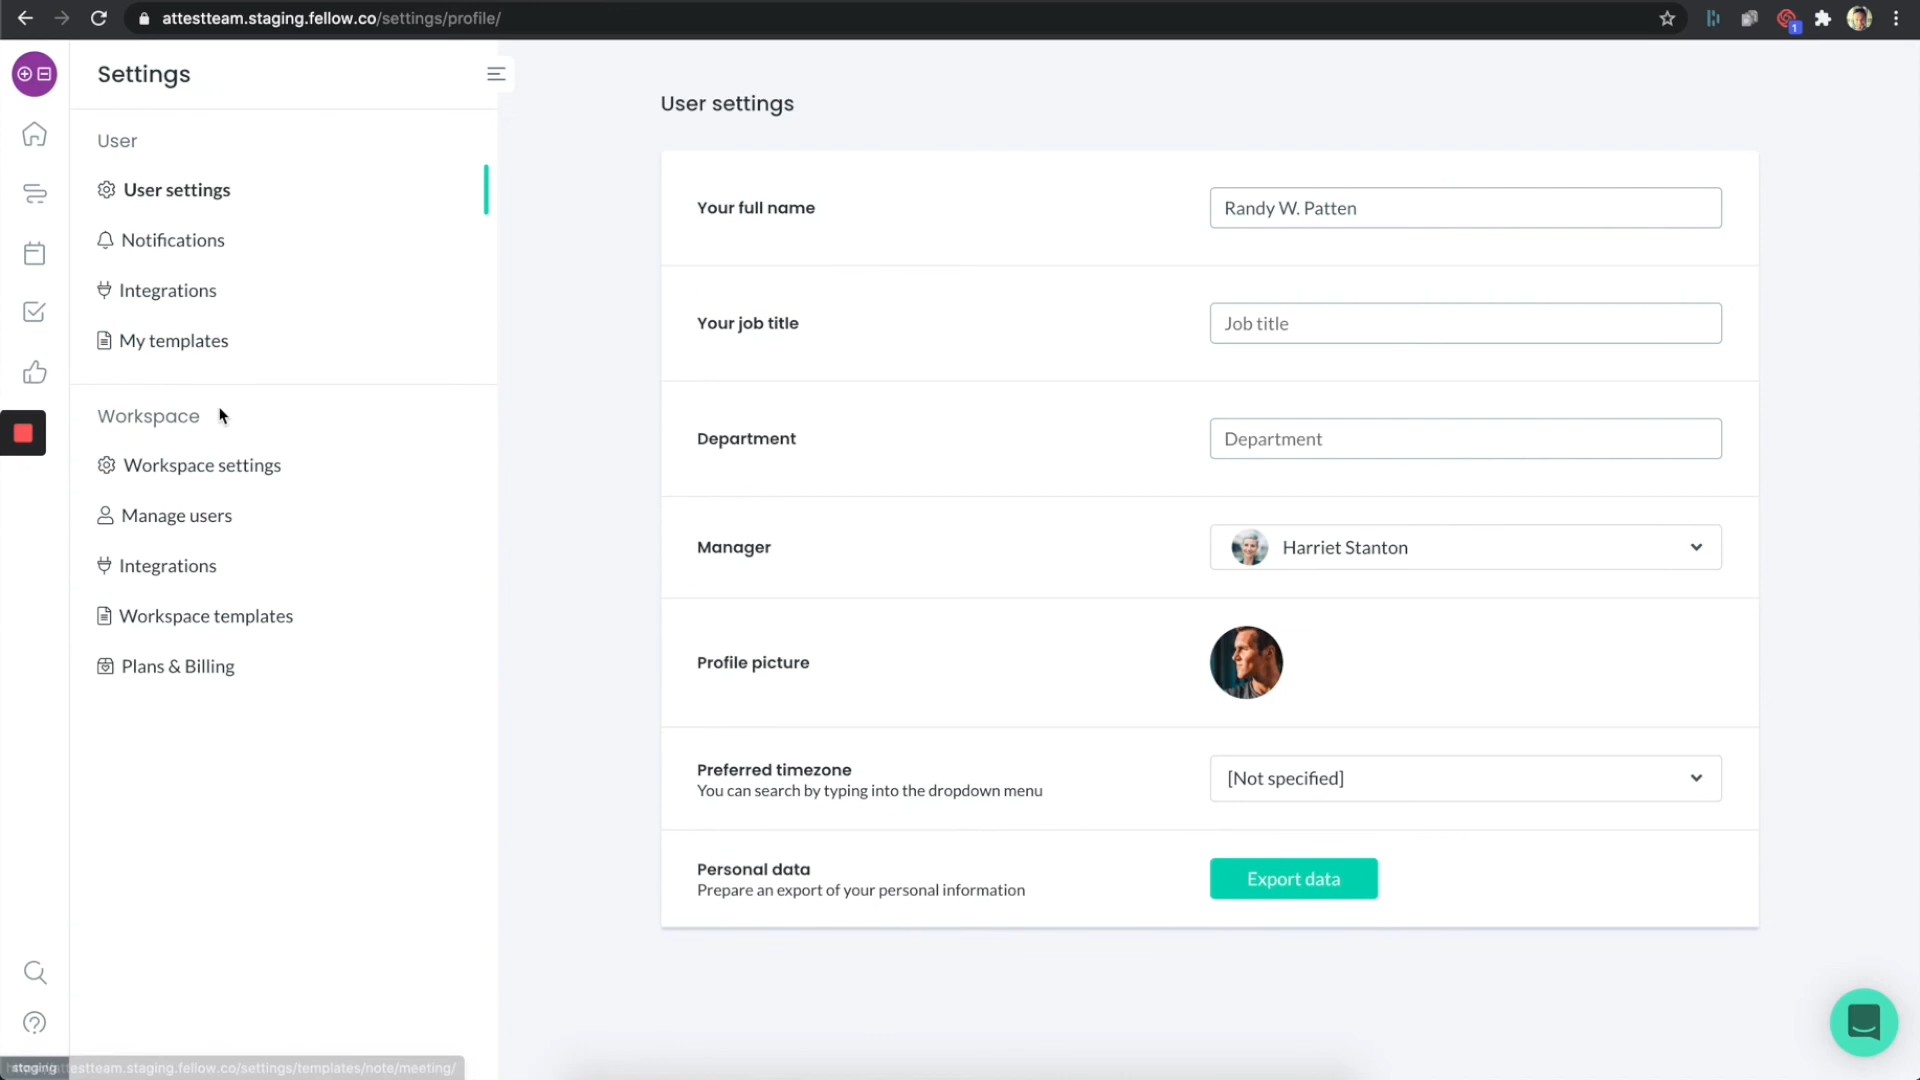 attestteam.staging.fellow.co/settings/profile/
1
Settings
User
User settings
Notifications
Integrations
My templates
Workspace
Workspace settings
Manage users
Integrations
Workspace templates
Plans & Billing
User settings
Your full name
Randy W. Patten
Your job title
Job title
Department
Department
Manager
Harriet Stanton
Profile picture
Preferred timezone
You can search by typing into the dropdown menu
[Not specified]
Personal data
Prepare an export of your personal information
Export data
staging
estteam.staging.fellow.co/settings/templates/note/meeting/